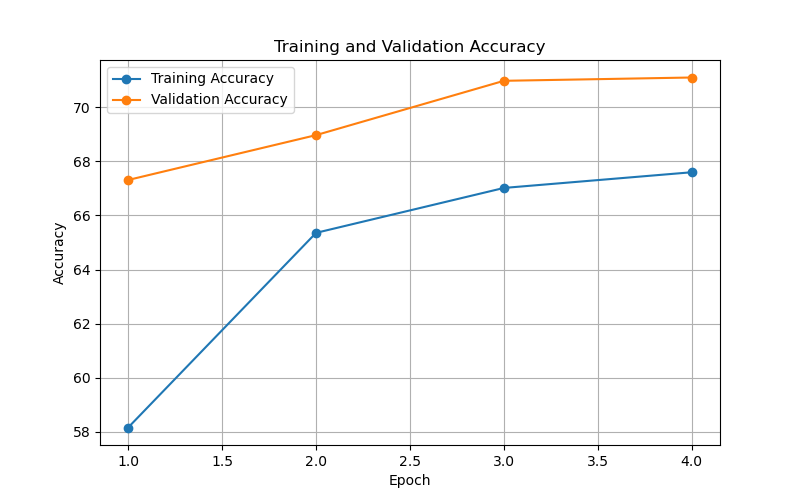 Training and Validation Accuracy
Training Accuracy
Validation Accuracy
Accuracy
70
68
66
64
62
60
58
1.0 1.5 2.0 2.5 3.0 3.5 4.0
Epoch